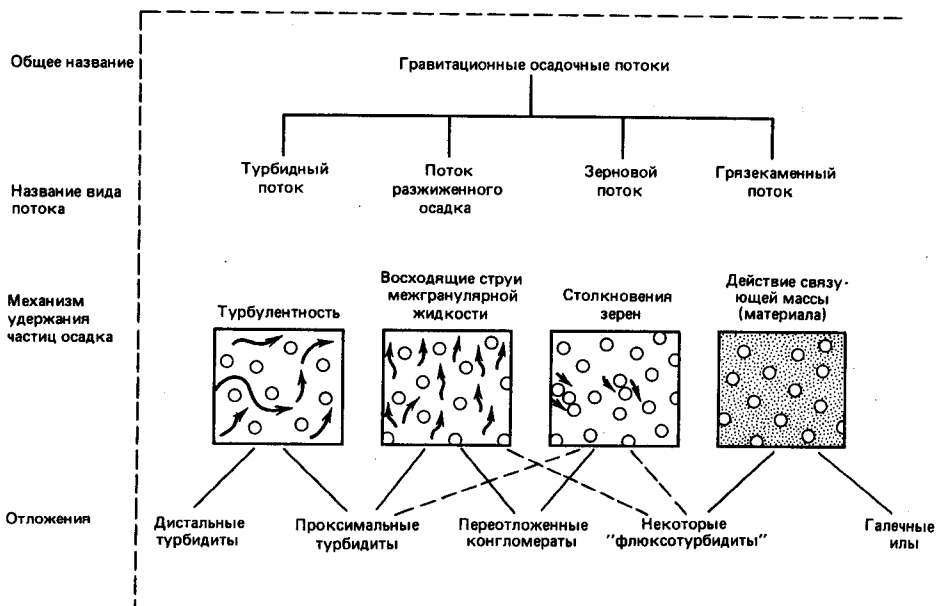 Общее название
Гравитационные осадочные потоки
Название вида
потока
Турбидный
поток
Поток
разжиженного
осадка
Зерновой
поток
Грязекаменный
поток
Механизм
удержания
частиц осадка
Турбулентность
Восходящие струи
межгранулярной
жидкости
Столкновения
зерен
Действие связу-
ющей массы
(материала)
Отложения
Дистальные
турбидиты
Проксимальные
турбидиты
Переотложенные
конгломераты
Некоторые
"флюксотурбидиты"
Галечные
илы